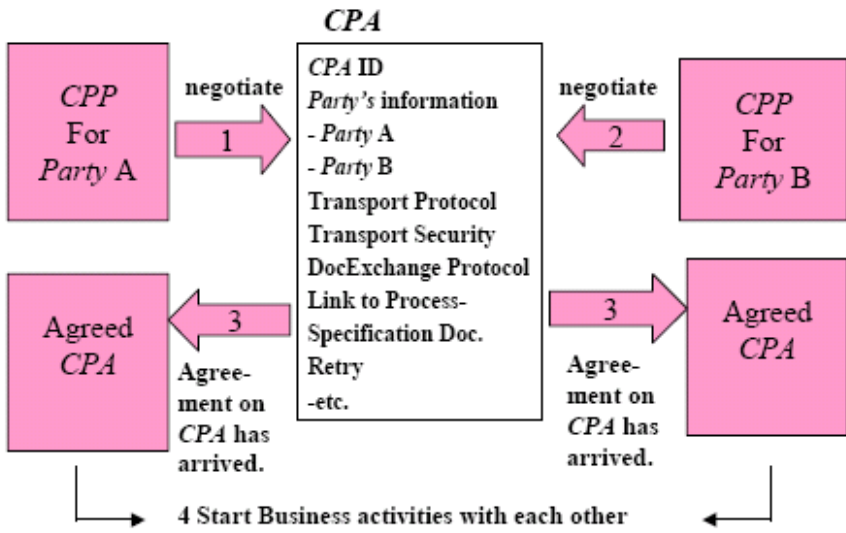 CPA
CPP
For
Party A
negotiate
1
CPA ID
Party's information
- Party A
- Party B
Transport Protocol
Transport Security
DocExchange Protocol
Link to Process-
Specification Doc.
Retry
-etc.
negotiate
2
CPP
For
Party B
Agreed
CPA
3
Agree-
ment on
CPA has
arrived.
3
Agree-
ment on
CPA has
arrived.
Agreed
CPA
4 Start Business activities with each other